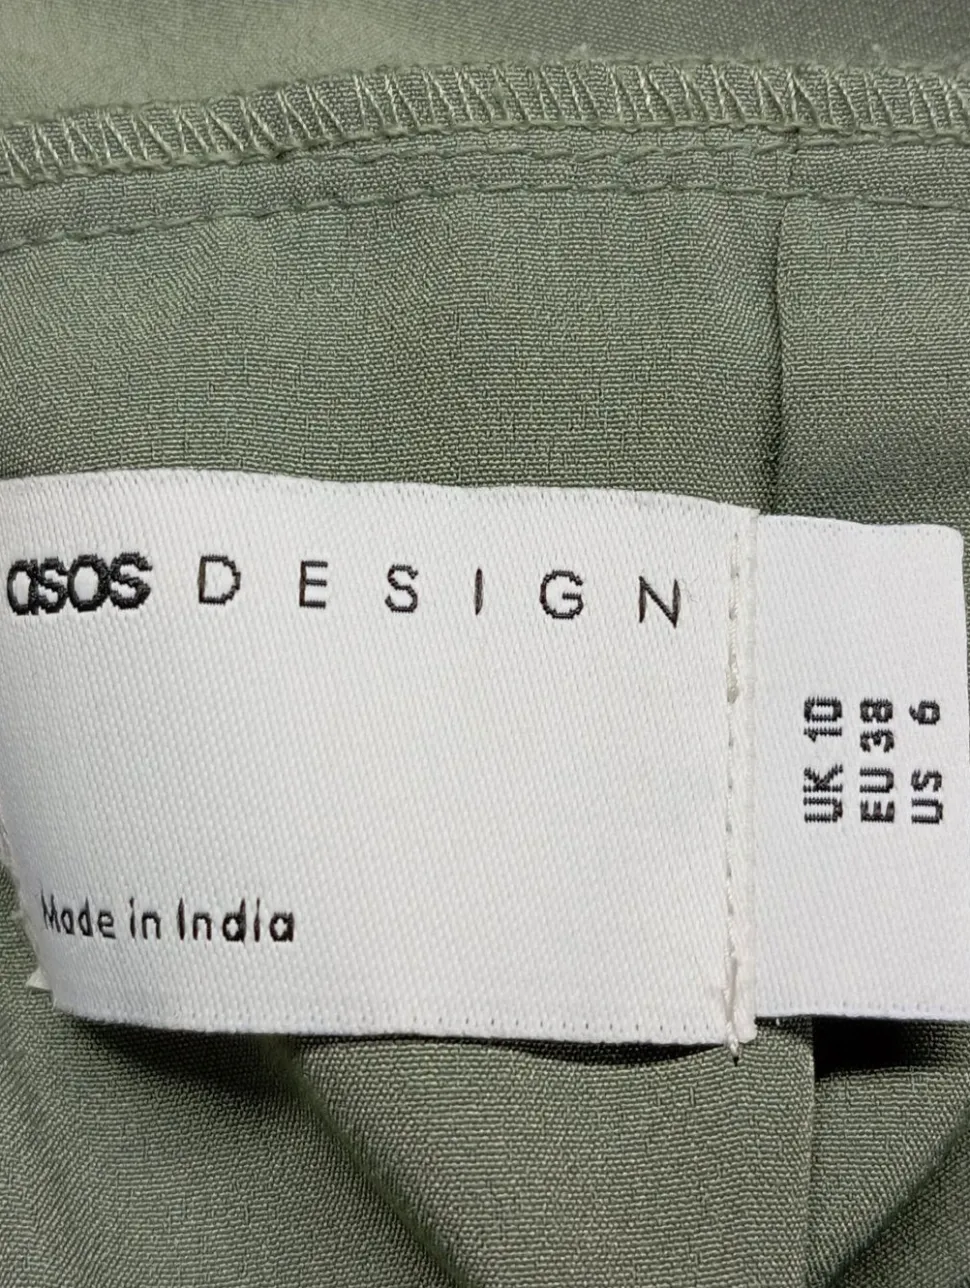 asos DESIGN
Made in India
UK 10
EU 38
US 6